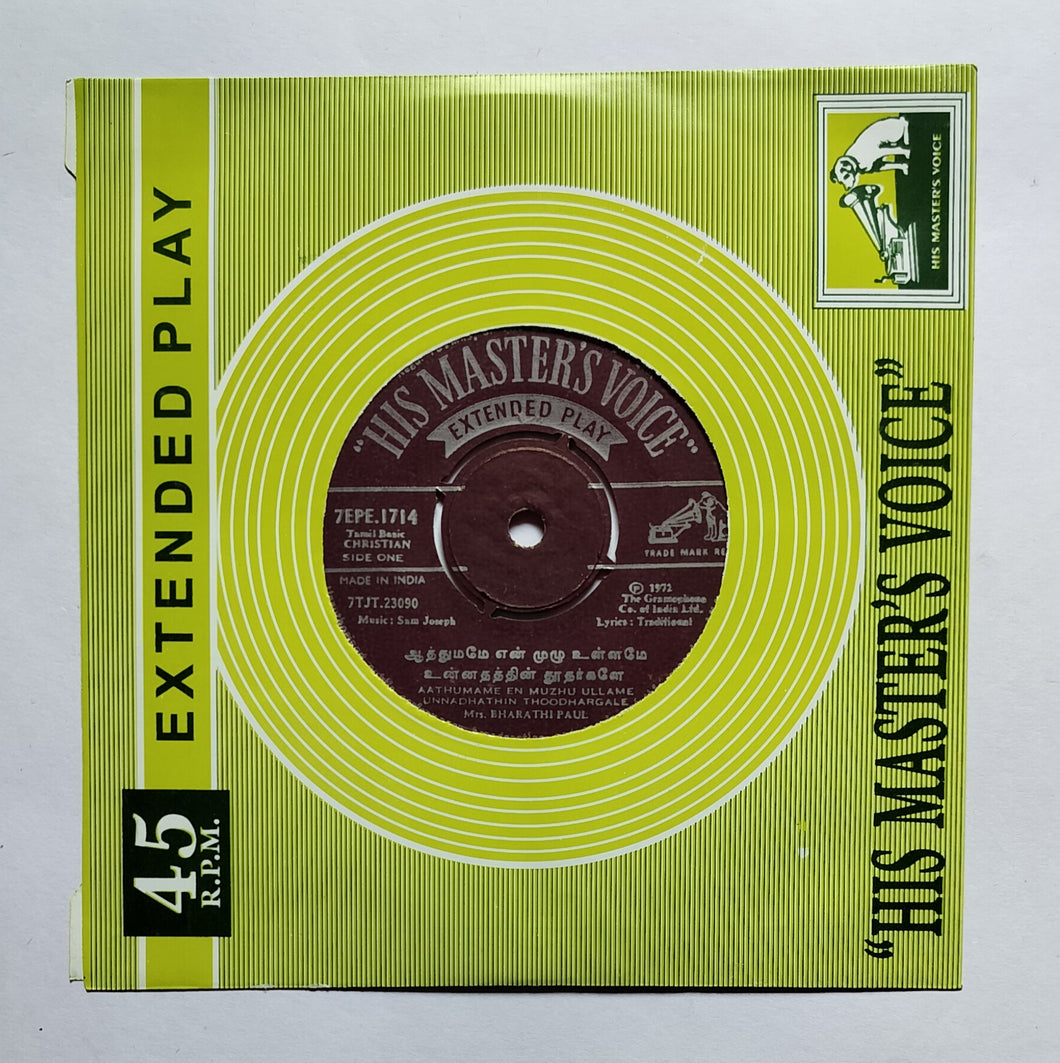 EXTENDED PLAY
45
R.P.M.
HIS MASTER'S VOICE
"HIS MASTER'S VOICE"
"HIS MASTER'S VOICE"
EXTENDED PLAY
7EPE.1714
Tamil Basic
CHRISTIAN
SIDE ONE
TRADE MARK RE
MADE IN INDIA
7TJT.23090
Music: Sam Joseph
℗ 1972
The Gramophone
Co. of India Ltd.
Lyrics : Traditional
ஆத்துமமே என் முழு உள்ளமே
உன்னதத்தின் தூதர்களே
AATHUMAME EN MUZHU ULLAME
UNNADHATHIN THOODHARGALE
Mrs. BHARATHI PAUL